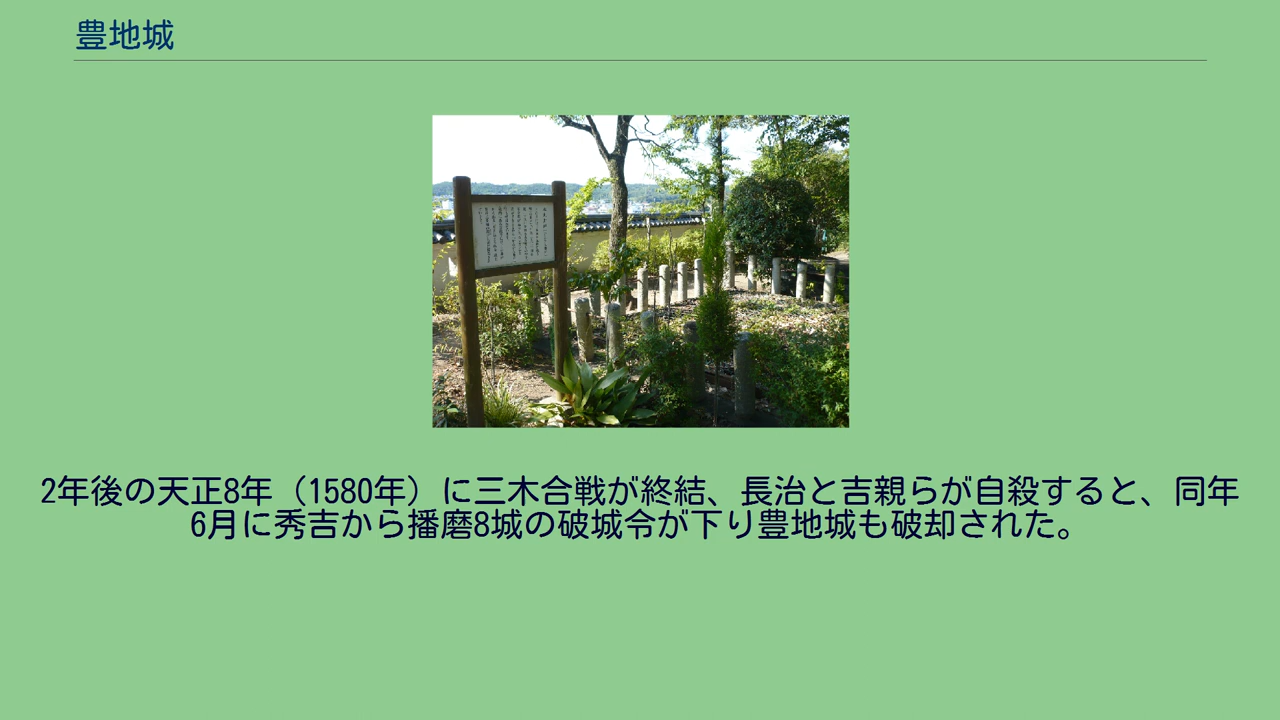 豊地城
2年後の天正8年（1580年）に三木合戦が終結、長治と吉親らが自殺すると、同年
6月に秀吉から播磨8城の破城令が下り豊地城も破却された。